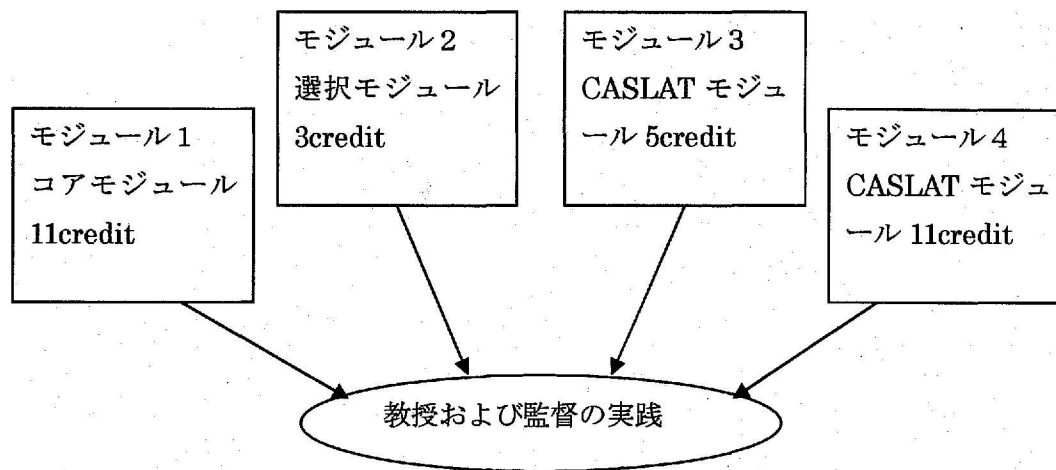 モジュール1
コアモジュール
11credit
モジュール2
選択モジュール
3credit
モジュール3
CASLAT モジュ
ール 5credit
モジュール4
CASLAT モジュ
ール 11credit
教授および監督の実践